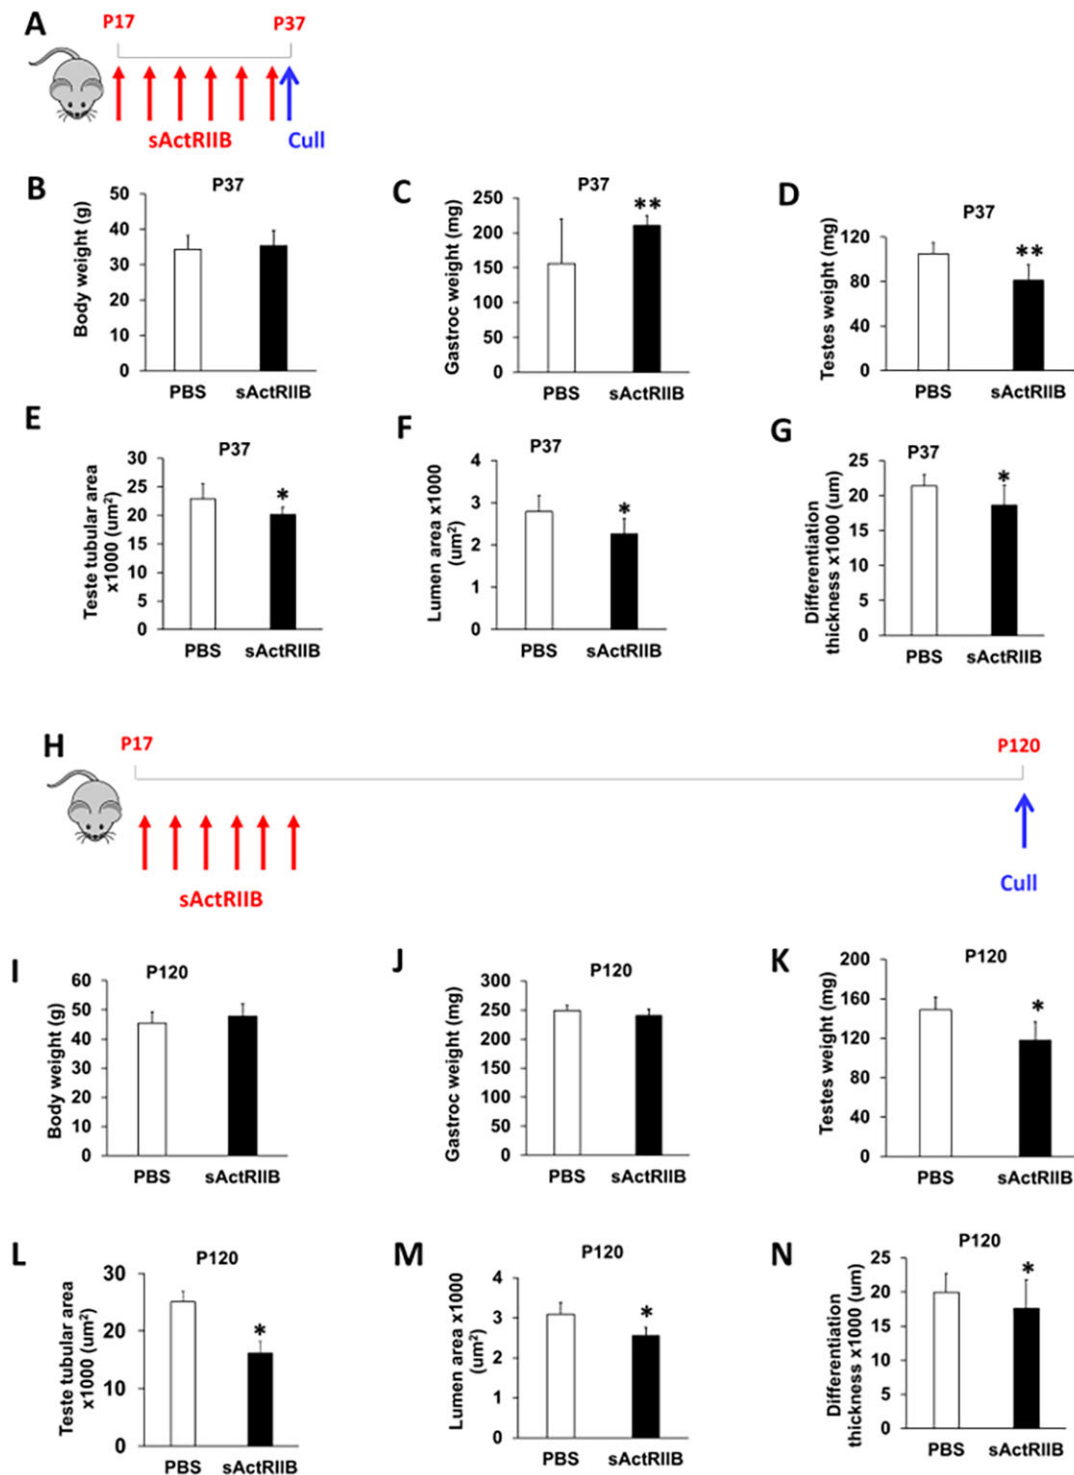 A
P17
P37
sActRIIB
Cull
B
P37
Body weight (g)
50
40
30
20
10
0
PBS
sActRIIB
C
P37
Gastroc weight (mg)
250
200
150
100
50
0
**
PBS
sActRIIB
D
P37
Testes weight (mg)
120
80
40
0
**
PBS
sActRIIB
E
P37
Teste tubular area
x1000 (um²)
30
25
20
15
10
5
0
*
PBS
sActRIIB
F
P37
Lumen area x1000
(um²)
4
3
2
1
0
*
PBS
sActRIIB
G
P37
Differentiation
thickness x1000 (um)
25
20
15
10
5
0
*
PBS
sActRIIB
H
P17
P120
sActRIIB
Cull
I
P120
Body weight (g)
60
50
40
30
20
10
0
PBS
sActRIIB
J
P120
Gastroc weight (mg)
300
250
200
150
100
50
0
PBS
sActRIIB
K
P120
Testes weight (mg)
200
160
120
80
40
0
*
PBS
sActRIIB
L
P120
Teste tubular area
x1000 (um²)
30
20
10
0
*
PBS
sActRIIB
M
P120
Lumen area x1000
(um²)
4
3
2
1
0
*
PBS
sActRIIB
N
P120
Differentiation
thickness x1000 (um)
25
20
15
10
5
0
*
PBS
sActRIIB